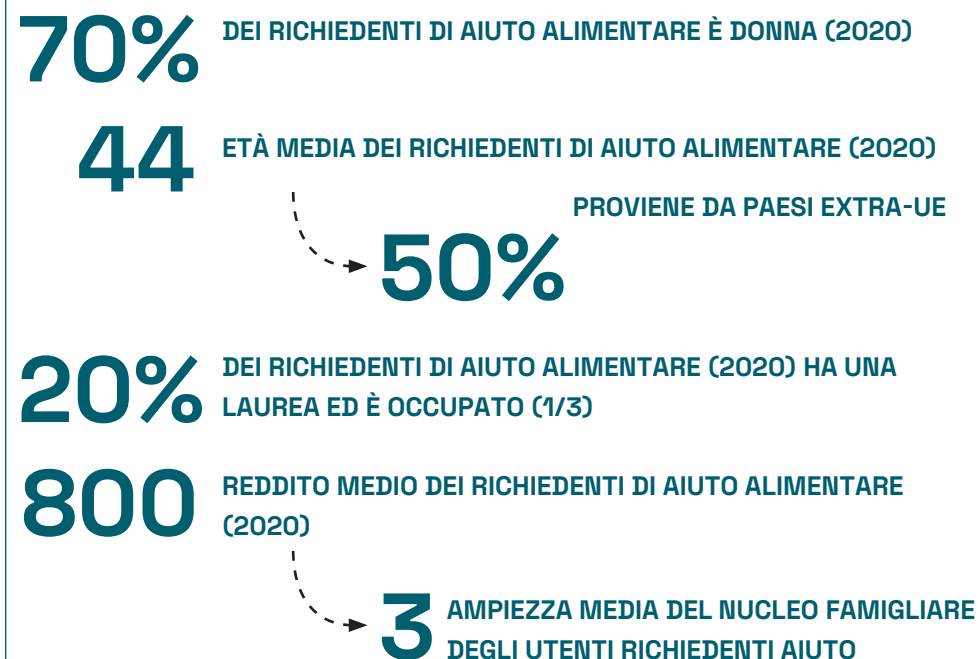 70% DEI RICHIEDENTI DI AIUTO ALIMENTARE È DONNA (2020)
44 ETÀ MEDIA DEI RICHIEDENTI DI AIUTO ALIMENTARE (2020)
PROVIENE DA PAESI EXTRA-UE
50%
20% DEI RICHIEDENTI DI AIUTO ALIMENTARE (2020) HA UNA
LAUREA ED È OCCUPATO (1/3)
800 REDDITO MEDIO DEI RICHIEDENTI DI AIUTO ALIMENTARE
(2020)
3 AMPIEZZA MEDIA DEL NUCLEO FAMIGLIARE
DEGLI UTENTI RICHIEDENTI AIUTO